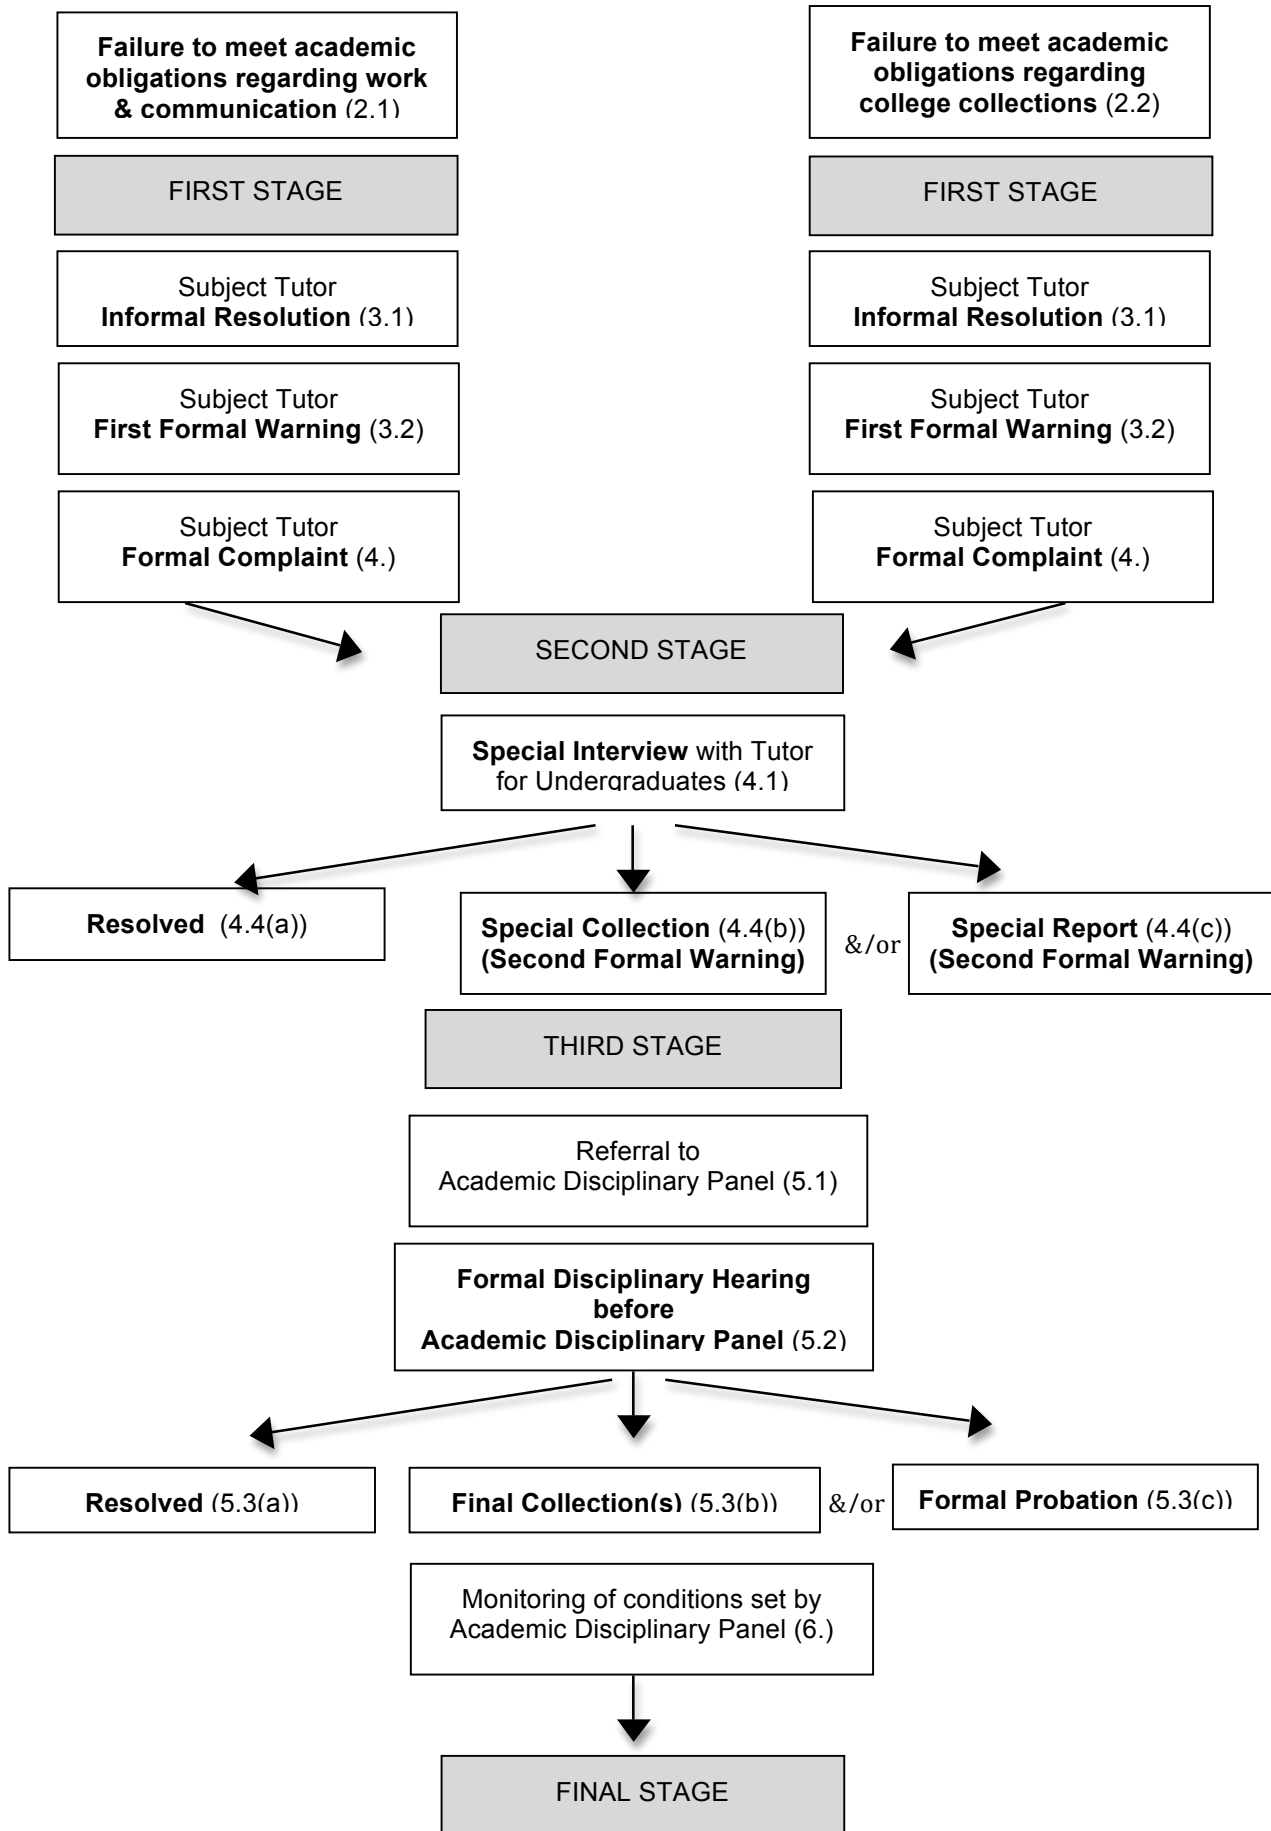 Failure to meet academic
obligations regarding work
& communication (2.1)
Failure to meet academic
obligations regarding
college collections (2.2)
FIRST STAGE
FIRST STAGE
Subject Tutor
Informal Resolution (3.1)
Subject Tutor
Informal Resolution (3.1)
Subject Tutor
First Formal Warning (3.2)
Subject Tutor
First Formal Warning (3.2)
Subject Tutor
Formal Complaint (4.)
Subject Tutor
Formal Complaint (4.)
SECOND STAGE
Special Interview with Tutor
for Undergraduates (4.1)
Resolved (4.4(a))
Special Collection (4.4(b))
(Second Formal Warning)
&/or
Special Report (4.4(c))
(Second Formal Warning)
THIRD STAGE
Referral to
Academic Disciplinary Panel (5.1)
Formal Disciplinary Hearing
before
Academic Disciplinary Panel (5.2)
Resolved (5.3(a))
Final Collection(s) (5.3(b))
&/or
Formal Probation (5.3(c))
Monitoring of conditions set by
Academic Disciplinary Panel (6.)
FINAL STAGE